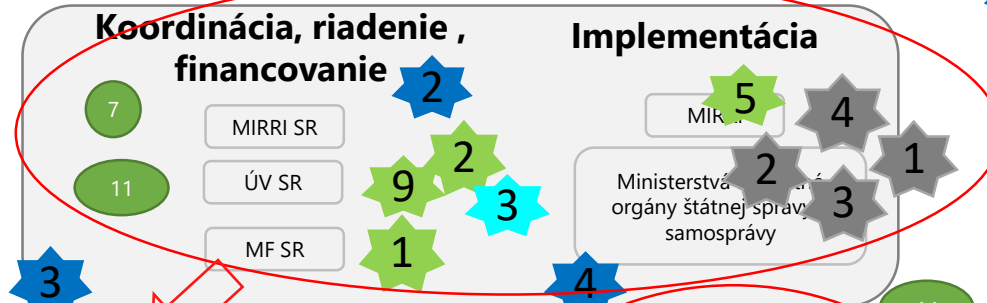 Koordinácia, riadenie ,
financovanie
Implementácia
2
7
11
MIRRI SR
ÚV SR
MF SR
2
9
3
1
5
4
2
1
3
Ministerstvá
orgány štátnej správy
samosprávy
3
4